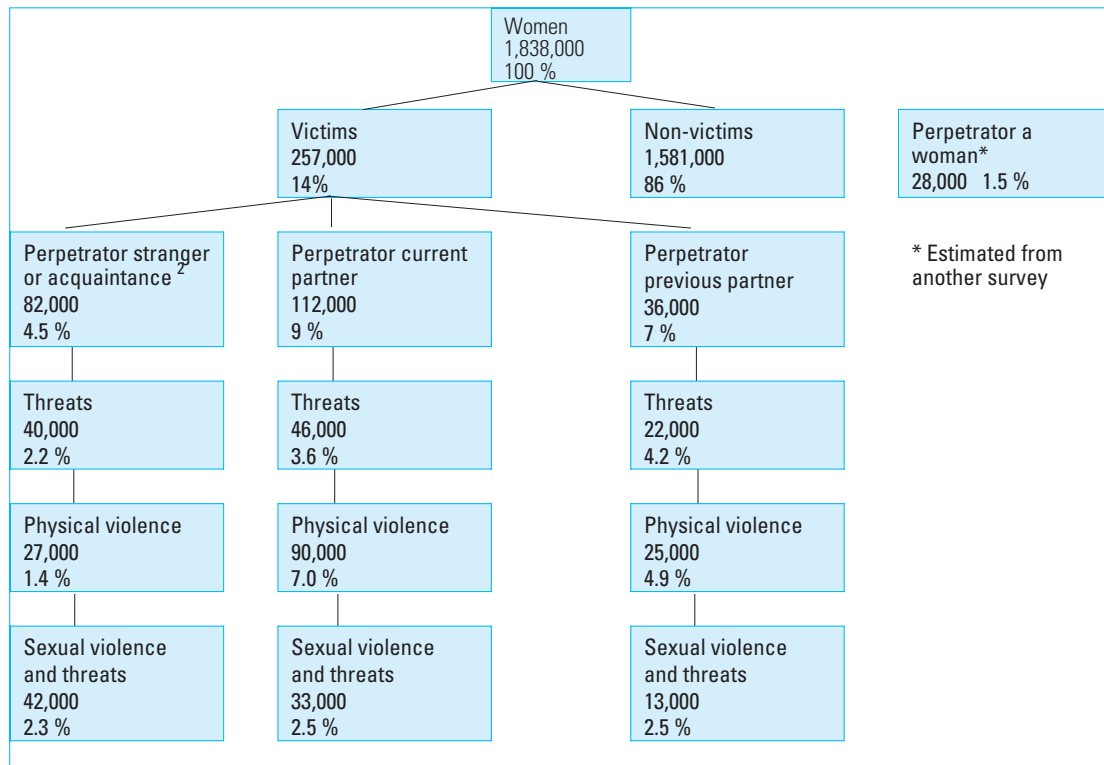 Women
1,838,000
100 %
Victims
257,000
14%
Non-victims
1,581,000
86 %
Perpetrator a
woman*
28,000 1.5 %
Perpetrator stranger
or acquaintance 2
82,000
4.5 %
Perpetrator current
partner
112,000
9 %
Perpetrator
previous partner
36,000
7 %
* Estimated from
another survey
Threats
40,000
2.2 %
Threats
46,000
3.6 %
Threats
22,000
4.2 %
Physical violence
27,000
1.4 %
Physical violence
90,000
7.0 %
Physical violence
25,000
4.9 %
Sexual violence
and threats
42,000
2.3 %
Sexual violence
and threats
33,000
2.5 %
Sexual violence
and threats
13,000
2.5 %